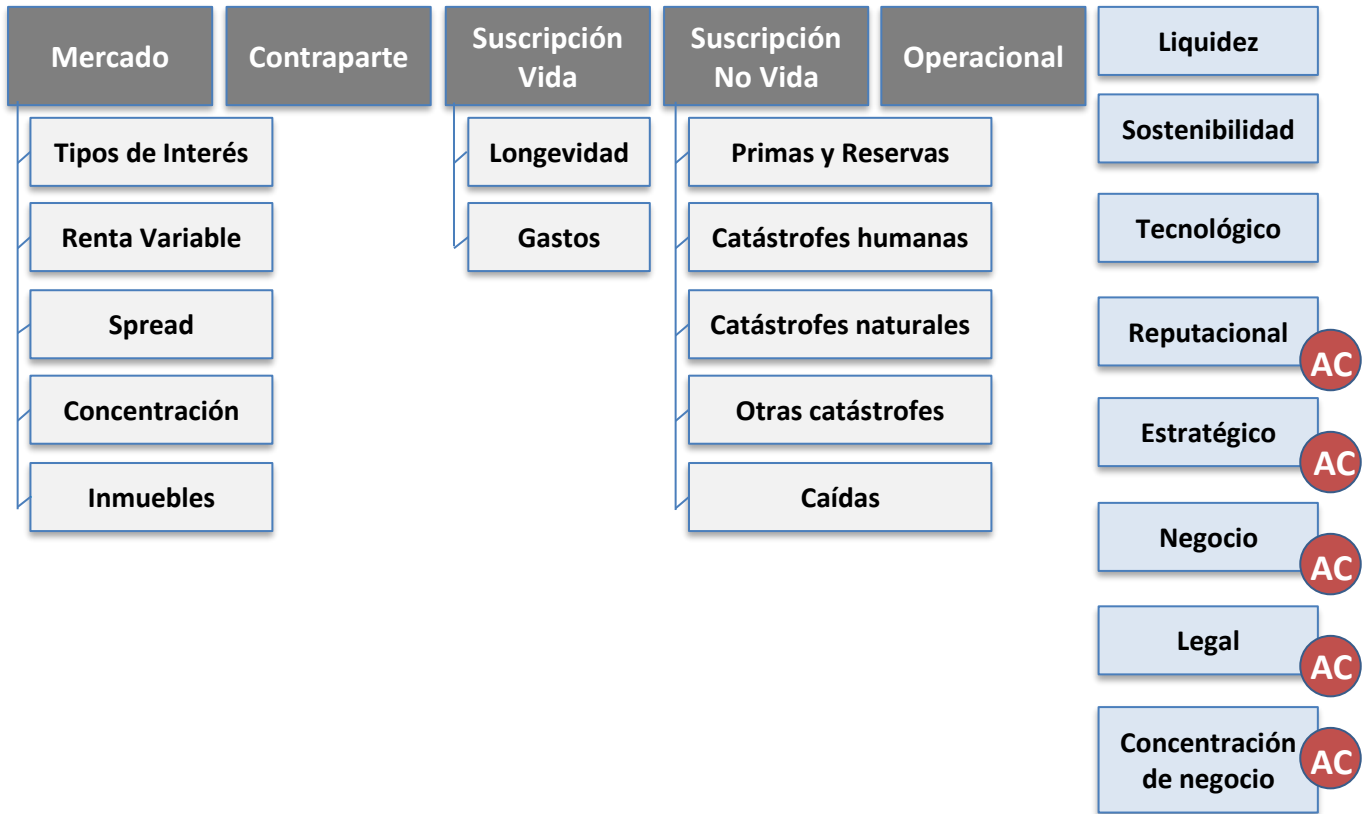 Mercado
Contraparte
Suscripción
Vida
Suscripción
No Vida
Operacional
Tipos de Interés
Renta Variable
Spread
Concentración
Inmuebles
Longevidad
Gastos
Primas y Reservas
Catástrofes humanas
Catástrofes naturales
Otras catástrofes
Caídas
Liquidez
Sostenibilidad
Tecnológico
Reputacional
AC
Estratégico
AC
Negocio
AC
Legal
AC
Concentración
de negocio
AC